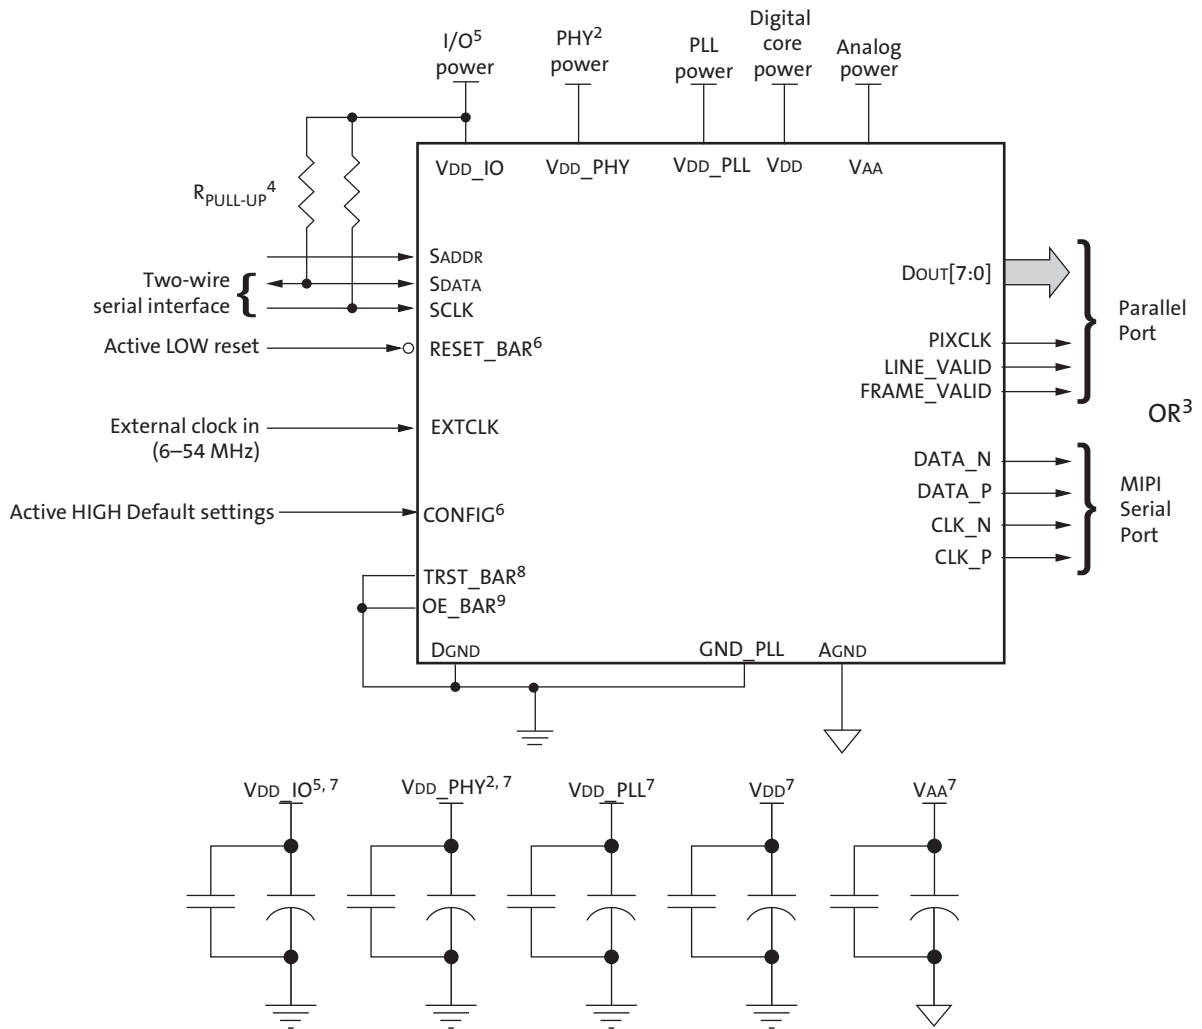 I/O5
power
PHY2
power
PLL
power
Digital
core
power
Analog
power
VDD_IO
VDD_PHY
VDD_PLL
VDD
VAA
RPULL-UP4
SADDR
SDATA
SCLK
Two-wire
serial interface
Active LOW reset
RESET_BAR6
External clock in
(6–54 MHz)
EXTCLK
Active HIGH Default settings
CONFIG6
TRST_BAR8
OE_BAR9
DGND
GND_PLL
AGND
DOUT[7:0]
PIXCLK
LINE_VALID
FRAME_VALID
Parallel
Port
OR3
DATA_N
DATA_P
CLK_N
CLK_P
MIPI
Serial
Port
VDD_IO5, 7
VDD_PHY2, 7
VDD_PLL7
VDD7
VAA7